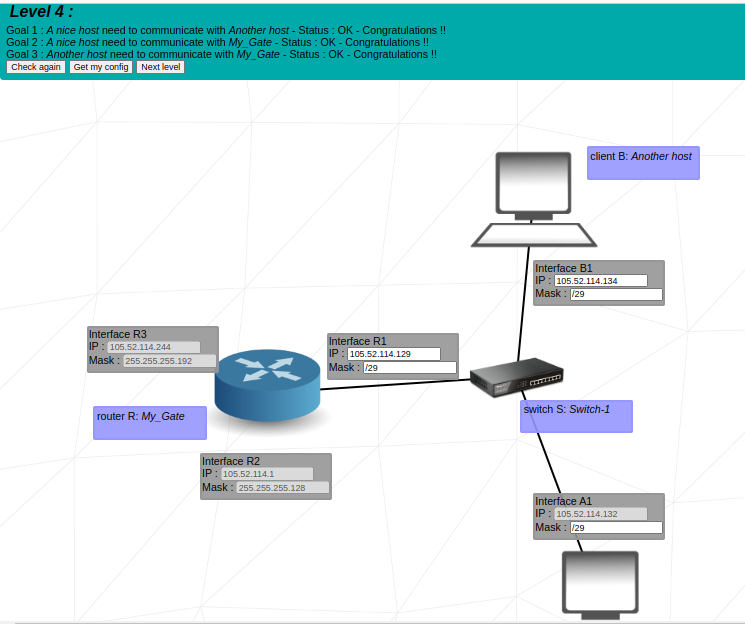 Level 4 :
Goal 1 : A nice host need to communicate with Another host - Status : OK - Congratulations !!
Goal 2 : A nice host need to communicate with My_Gate - Status : OK - Congratulations !!
Goal 3 : Another host need to communicate with My_Gate - Status : OK - Congratulations !!
Check again Get my config Next level
client B: Another host
Interface B1
IP : 105.52.114.134
Mask : /29
Interface R3
IP : 105.52.114.244
Mask : 255.255.255.192
Interface R1
IP : 105.52.114.129
Mask : /29
router R: My_Gate
switch S: Switch-1
Interface R2
IP : 105.52.114.1
Mask : 255.255.255.128
Interface A1
IP : 105.52.114.132
Mask : /29